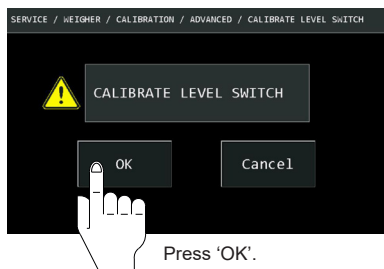 SERVICE / WEIGHER / CALIBRATION / ADVANCED / CALIBRATE LEVEL SWITCH
CALIBRATE LEVEL SWITCH
OK Cancel
Press ‘OK’.